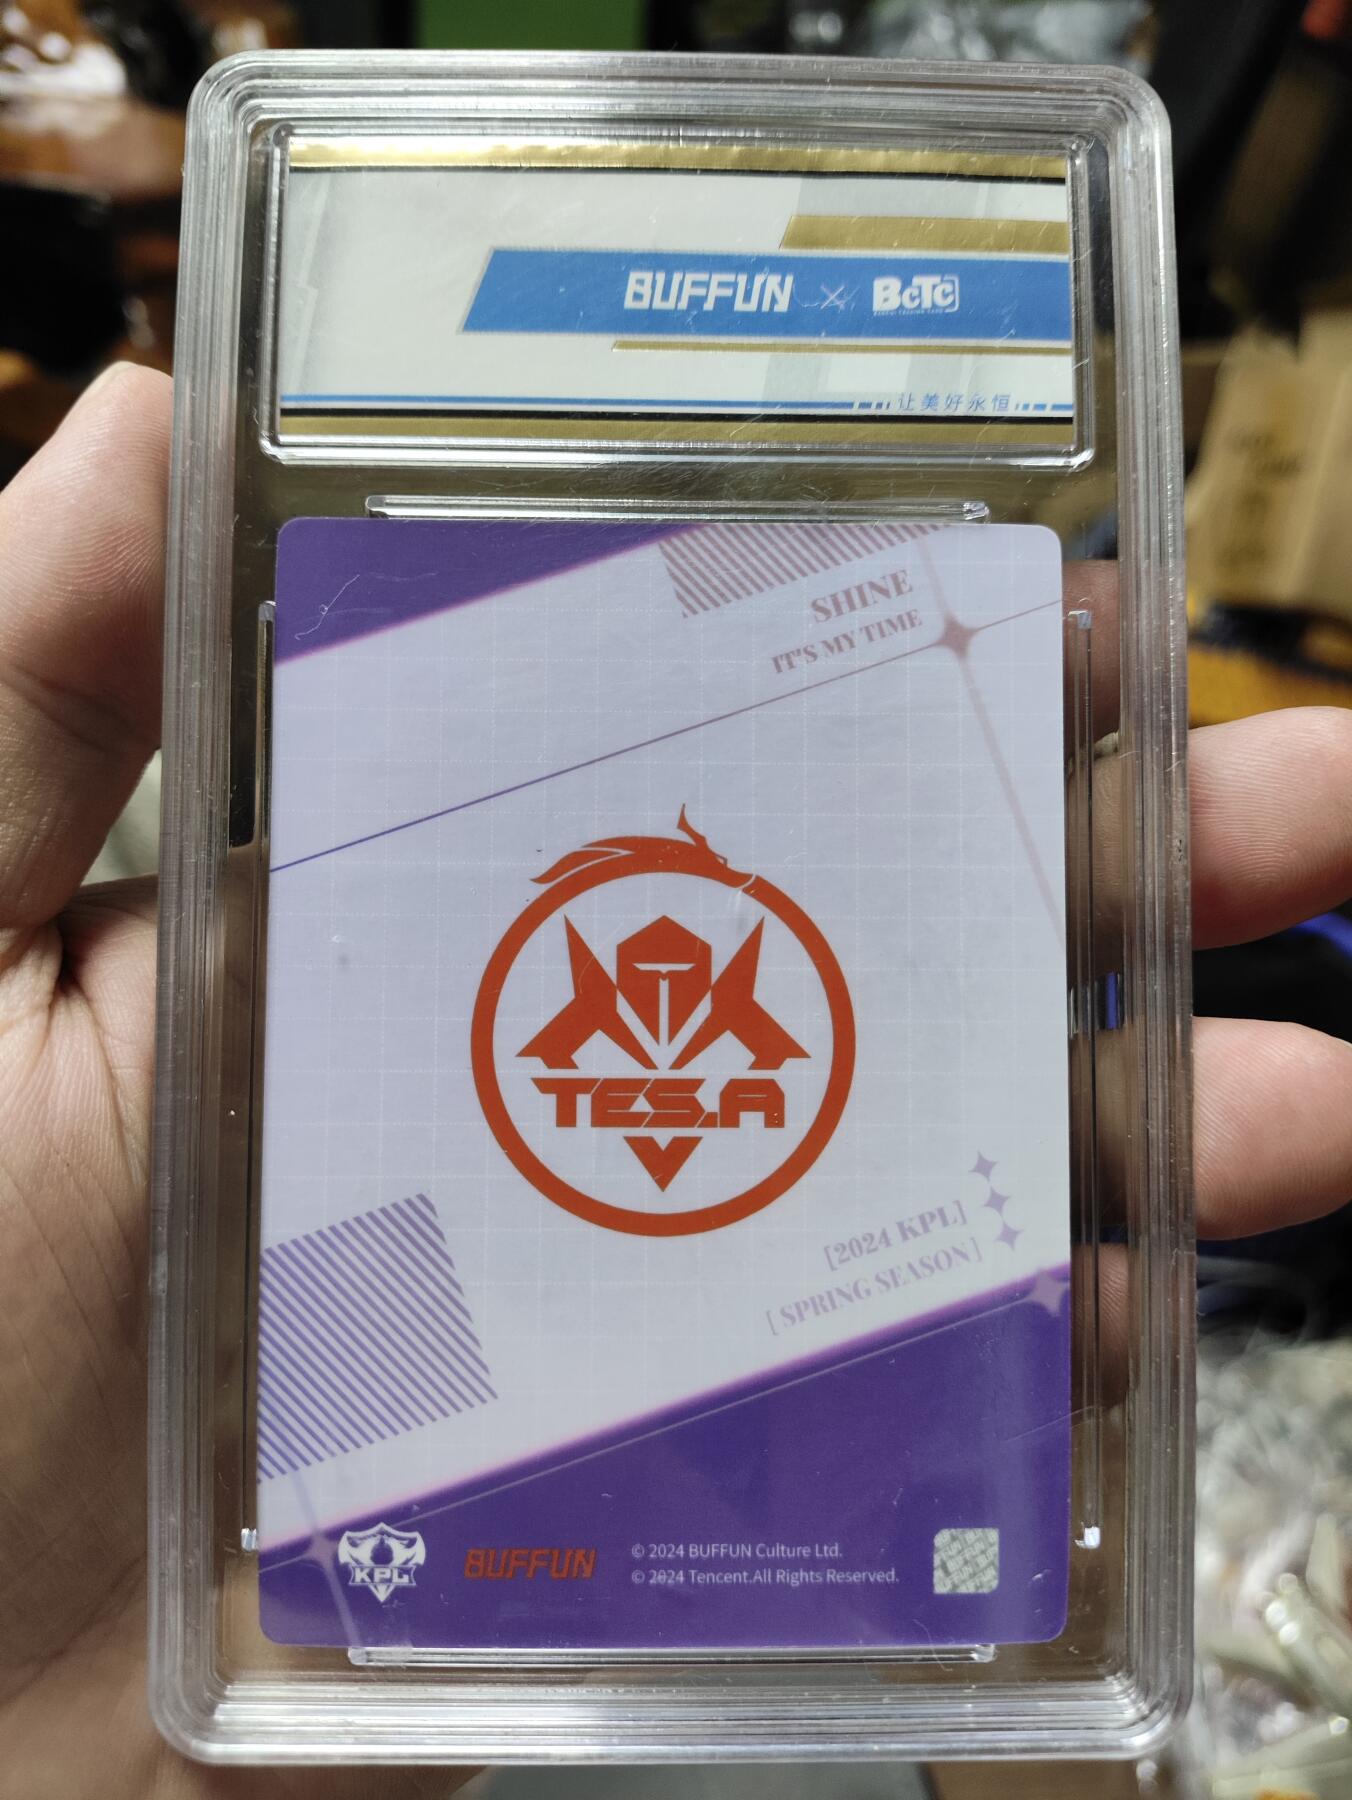 BUFFUN × BcTc
让美好永恒
SHINE
IT'S MY TIME
TES.A
[2024 KPL]
[ SPRING SEASON ]
KPL
BUFFUN
© 2024 BUFFUN Culture Ltd.
© 2024 Tencent.All Rights Reserved.